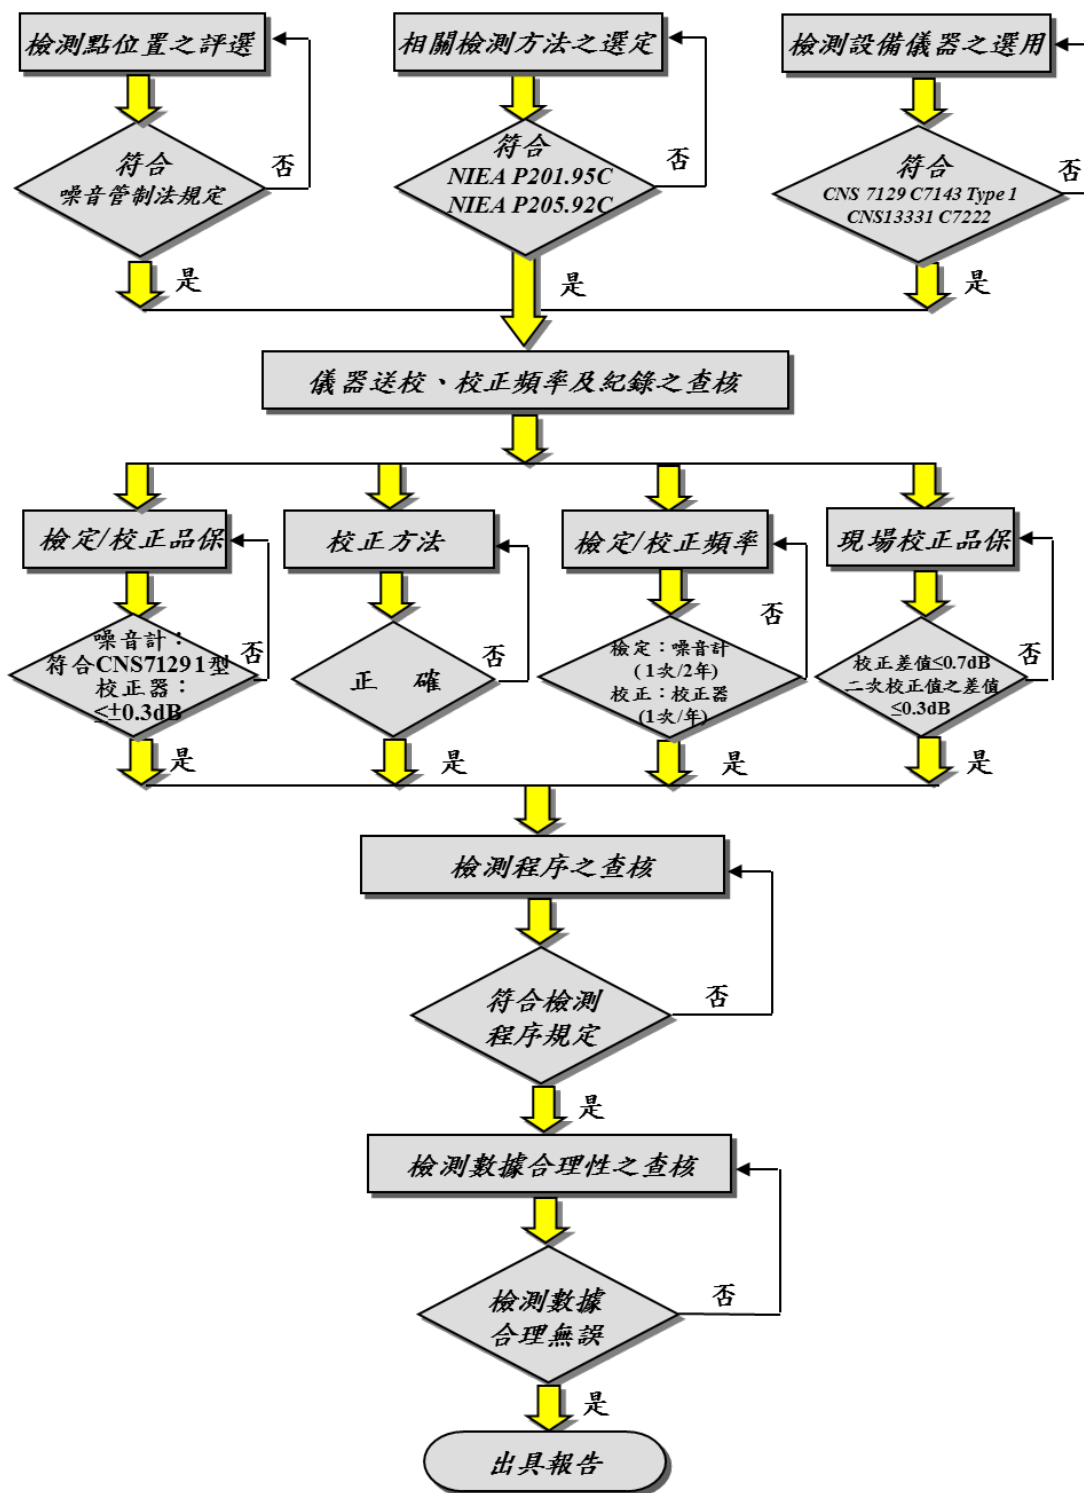 檢測點位置之評選
相關檢測方法之選定
檢測設備儀器之選用
符合
噪音管制法規定
否
符合
NIEA P201.95C
NIEA P205.92C
否
符合
CNS 7129 C7143 Type 1
CNS13331 C7222
否
是
是
是
儀器送校、校正頻率及紀錄之查核
檢定/校正品保
校正方法
檢定/校正頻率
現場校正品保
噪音計：
符合CNS7129 1型
校正器：
≤±0.3dB
否
正 確
否
檢定：噪音計
(1次/2年)
校正：校正器
(1次/年)
否
校正差值≤0.7dB
二次校正值之差值
≤0.3dB
否
是
是
是
是
檢測程序之查核
符合檢測
程序規定
否
是
檢測數據合理性之查核
檢測數據
合理無誤
否
是
出具報告